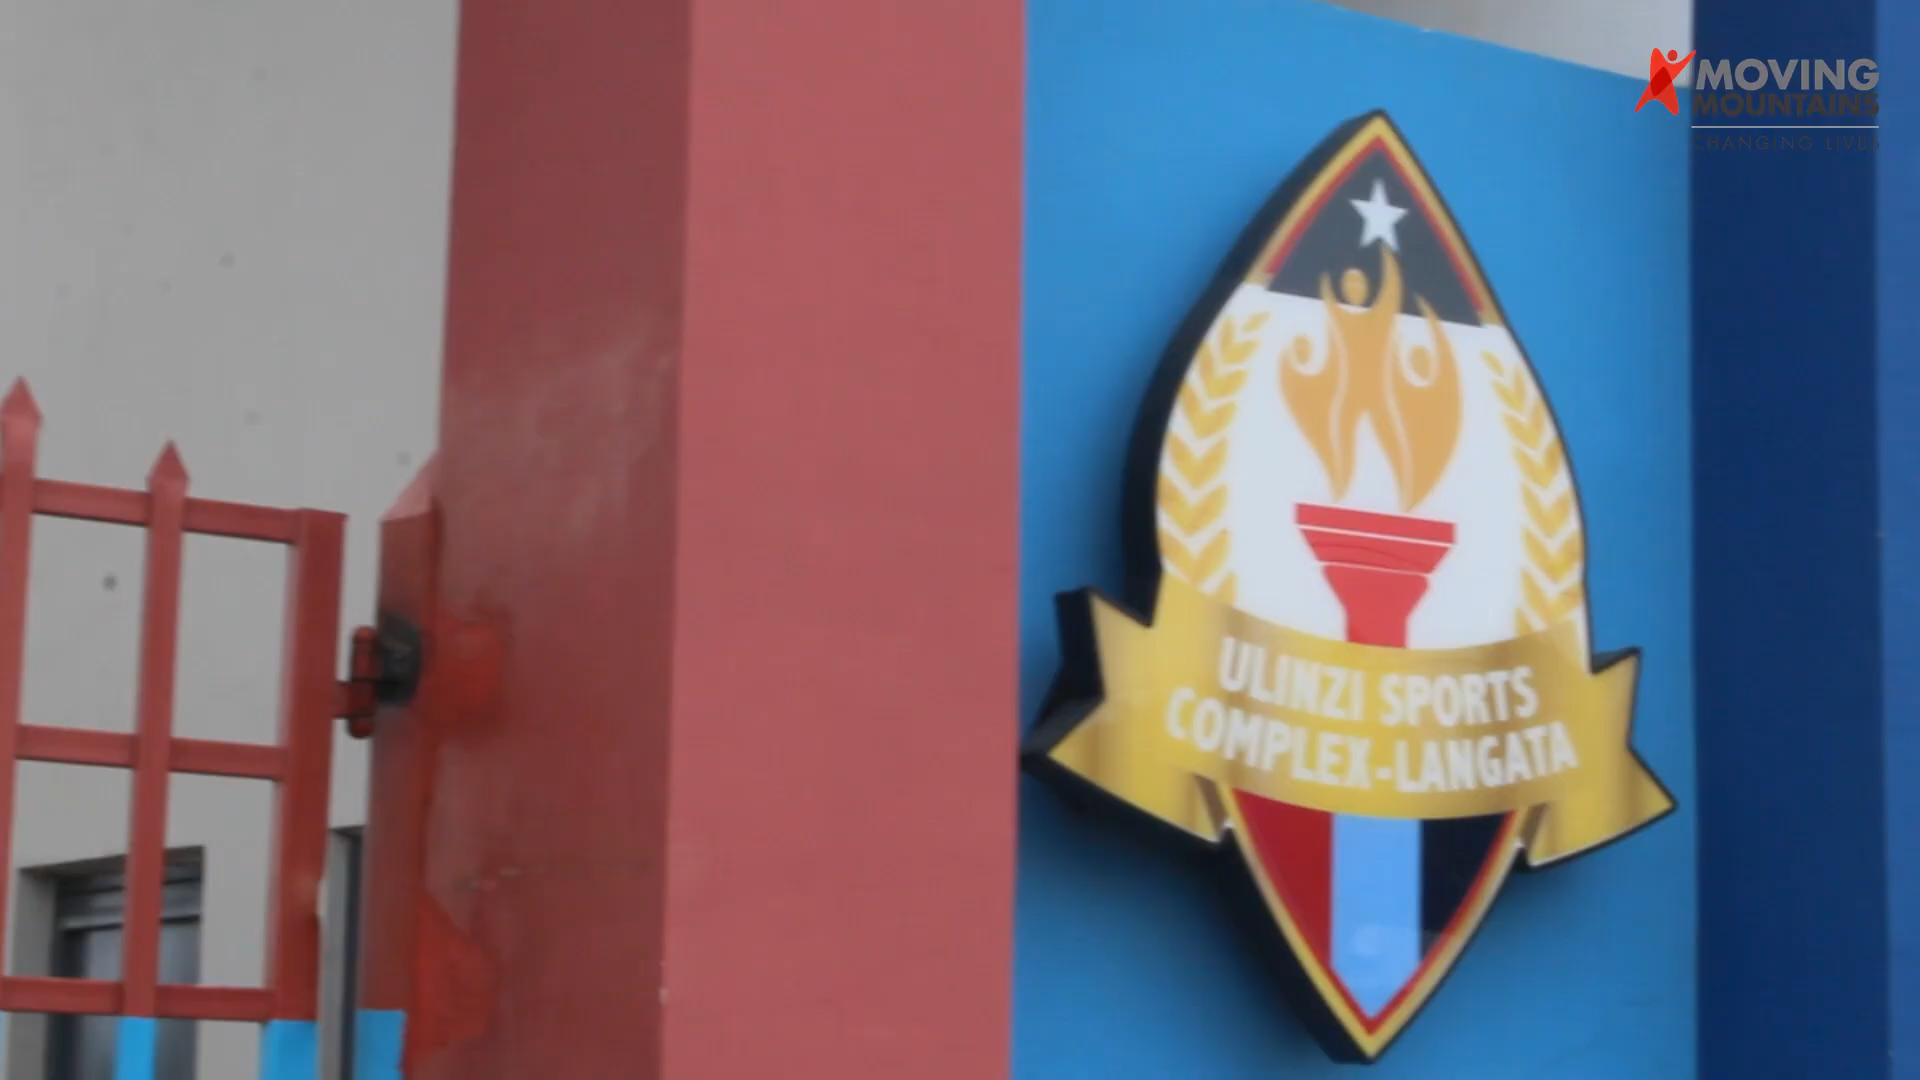 MOVING
MOUNTAINS
CHANGING LIVES
ULINZI SPORTS
COMPLEX-LANGATA